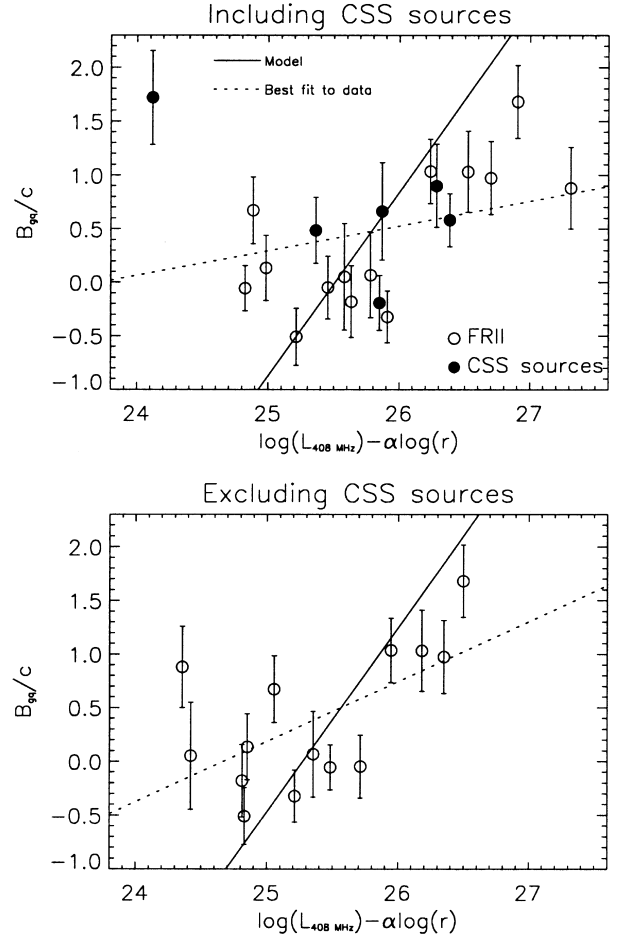 Including CSS sources
2.0
1.5
1.0
0.5
0.0
−0.5
−1.0
B_gq/c
Model
Best fit to data
FRII
CSS sources
24 25 26 27
log(L_408 MHz)−αlog(r)
Excluding CSS sources
2.0
1.5
1.0
0.5
0.0
−0.5
−1.0
B_gq/c
24 25 26 27
log(L_408 MHz)−αlog(r)